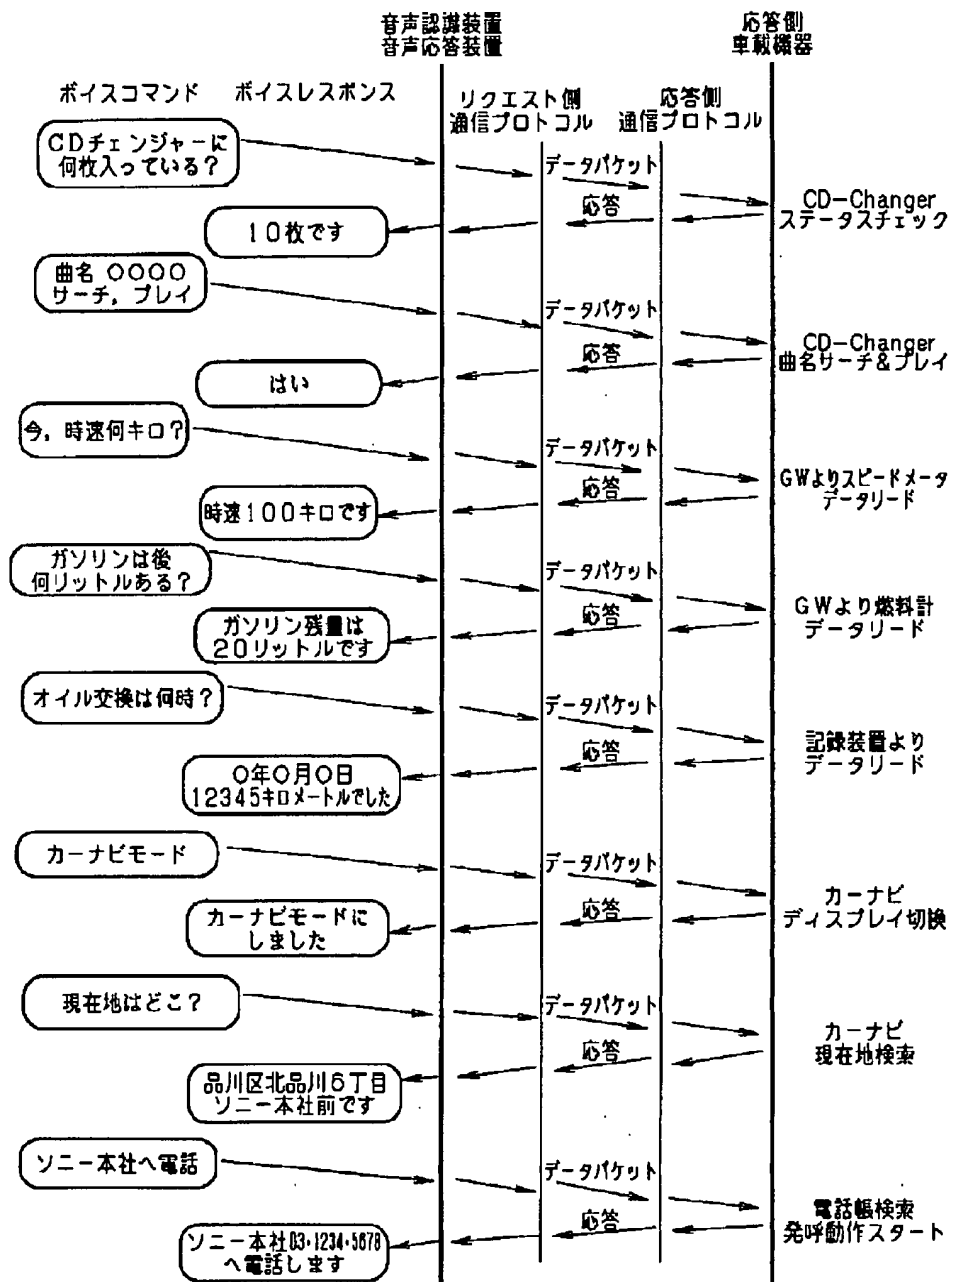 音声認識装置
音声応答装置
応答側
車載機器
ボイスコマンド
ボイスレスポンス
リクエスト側
通信プロトコル
応答側
通信プロトコル
CDチェンジャーに
何枚入っている?
データパケット
応答
CD-Changer
ステータスチェック
10枚です
曲名 ○○○○
サーチ,プレイ
データパケット
応答
CD-Changer
曲名サーチ&プレイ
はい
今,時速何キロ?
データパケット
応答
GWよりスピードメータ
データリード
時速100キロです
ガソリンは後
何リットルある?
データパケット
応答
GWより燃料計
データリード
ガソリン残量は
20リットルです
オイル交換は何時?
データパケット
応答
記録装置より
データリード
○年○月○日
12345キロメートルでした
カーナビモード
データパケット
応答
カーナビ
ディスプレイ切換
カーナビモードに
しました
現在地はどこ?
データパケット
応答
カーナビ
現在地検索
品川区北品川6丁目
ソニー本社前です
ソニー本社へ電話
データパケット
応答
電話帳検索
発呼動作スタート
ソニー本社03・1234・5678
へ電話します